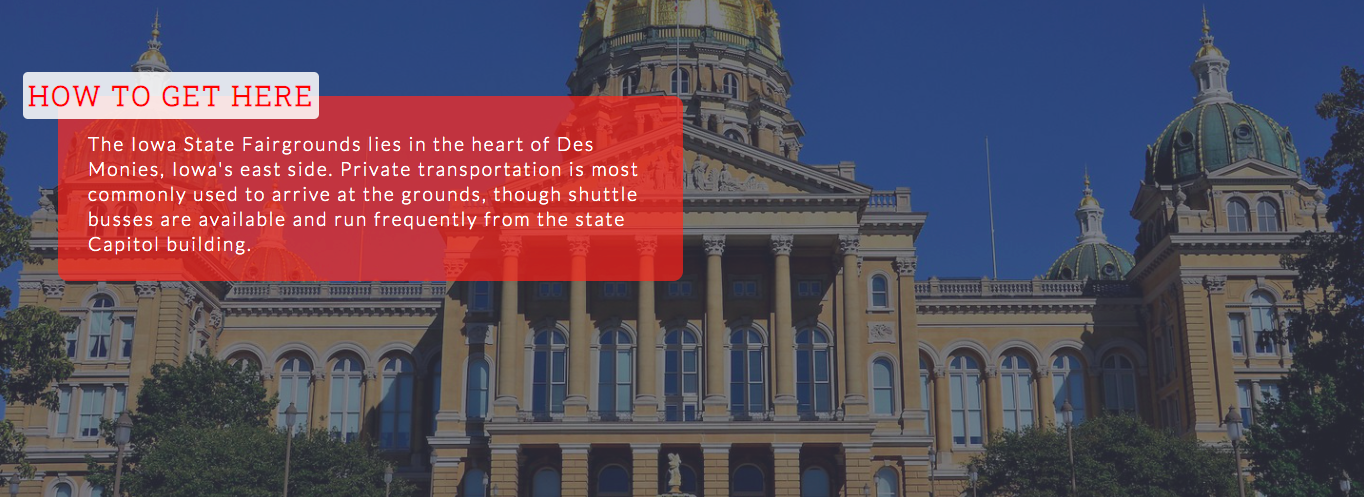 HOW TO GET HERE
The Iowa State Fairgrounds lies in the heart of Des
Monies, Iowa's east side. Private transportation is most
commonly used to arrive at the grounds, though shuttle
busses are available and run frequently from the state
Capitol building.